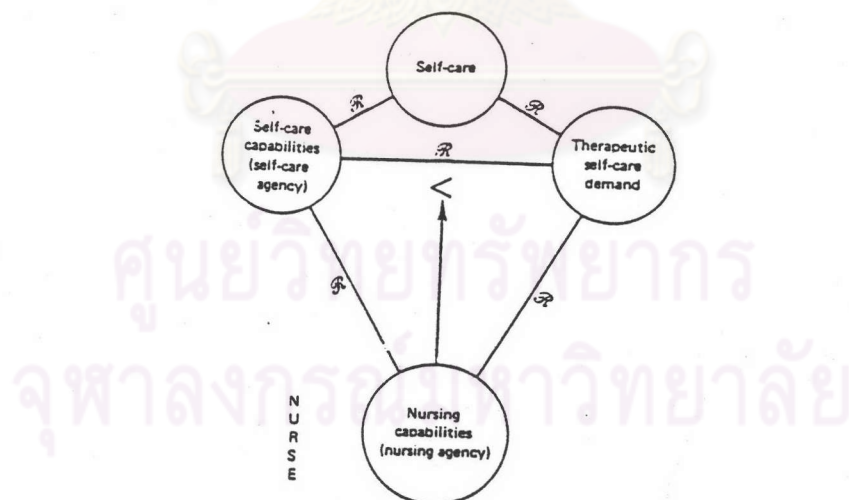 Self-care
ℛ
ℛ
Self-care
capabilities
(self-care
agency)
ℛ
Therapeutic
self-care
demand
<
ℛ
ℛ
ศูนย์วิทยทรัพยากร
จุฬาลงกรณ์มหาวิทยาลัย
N
U
R
S
E
Nursing
capabilities
(nursing agency)